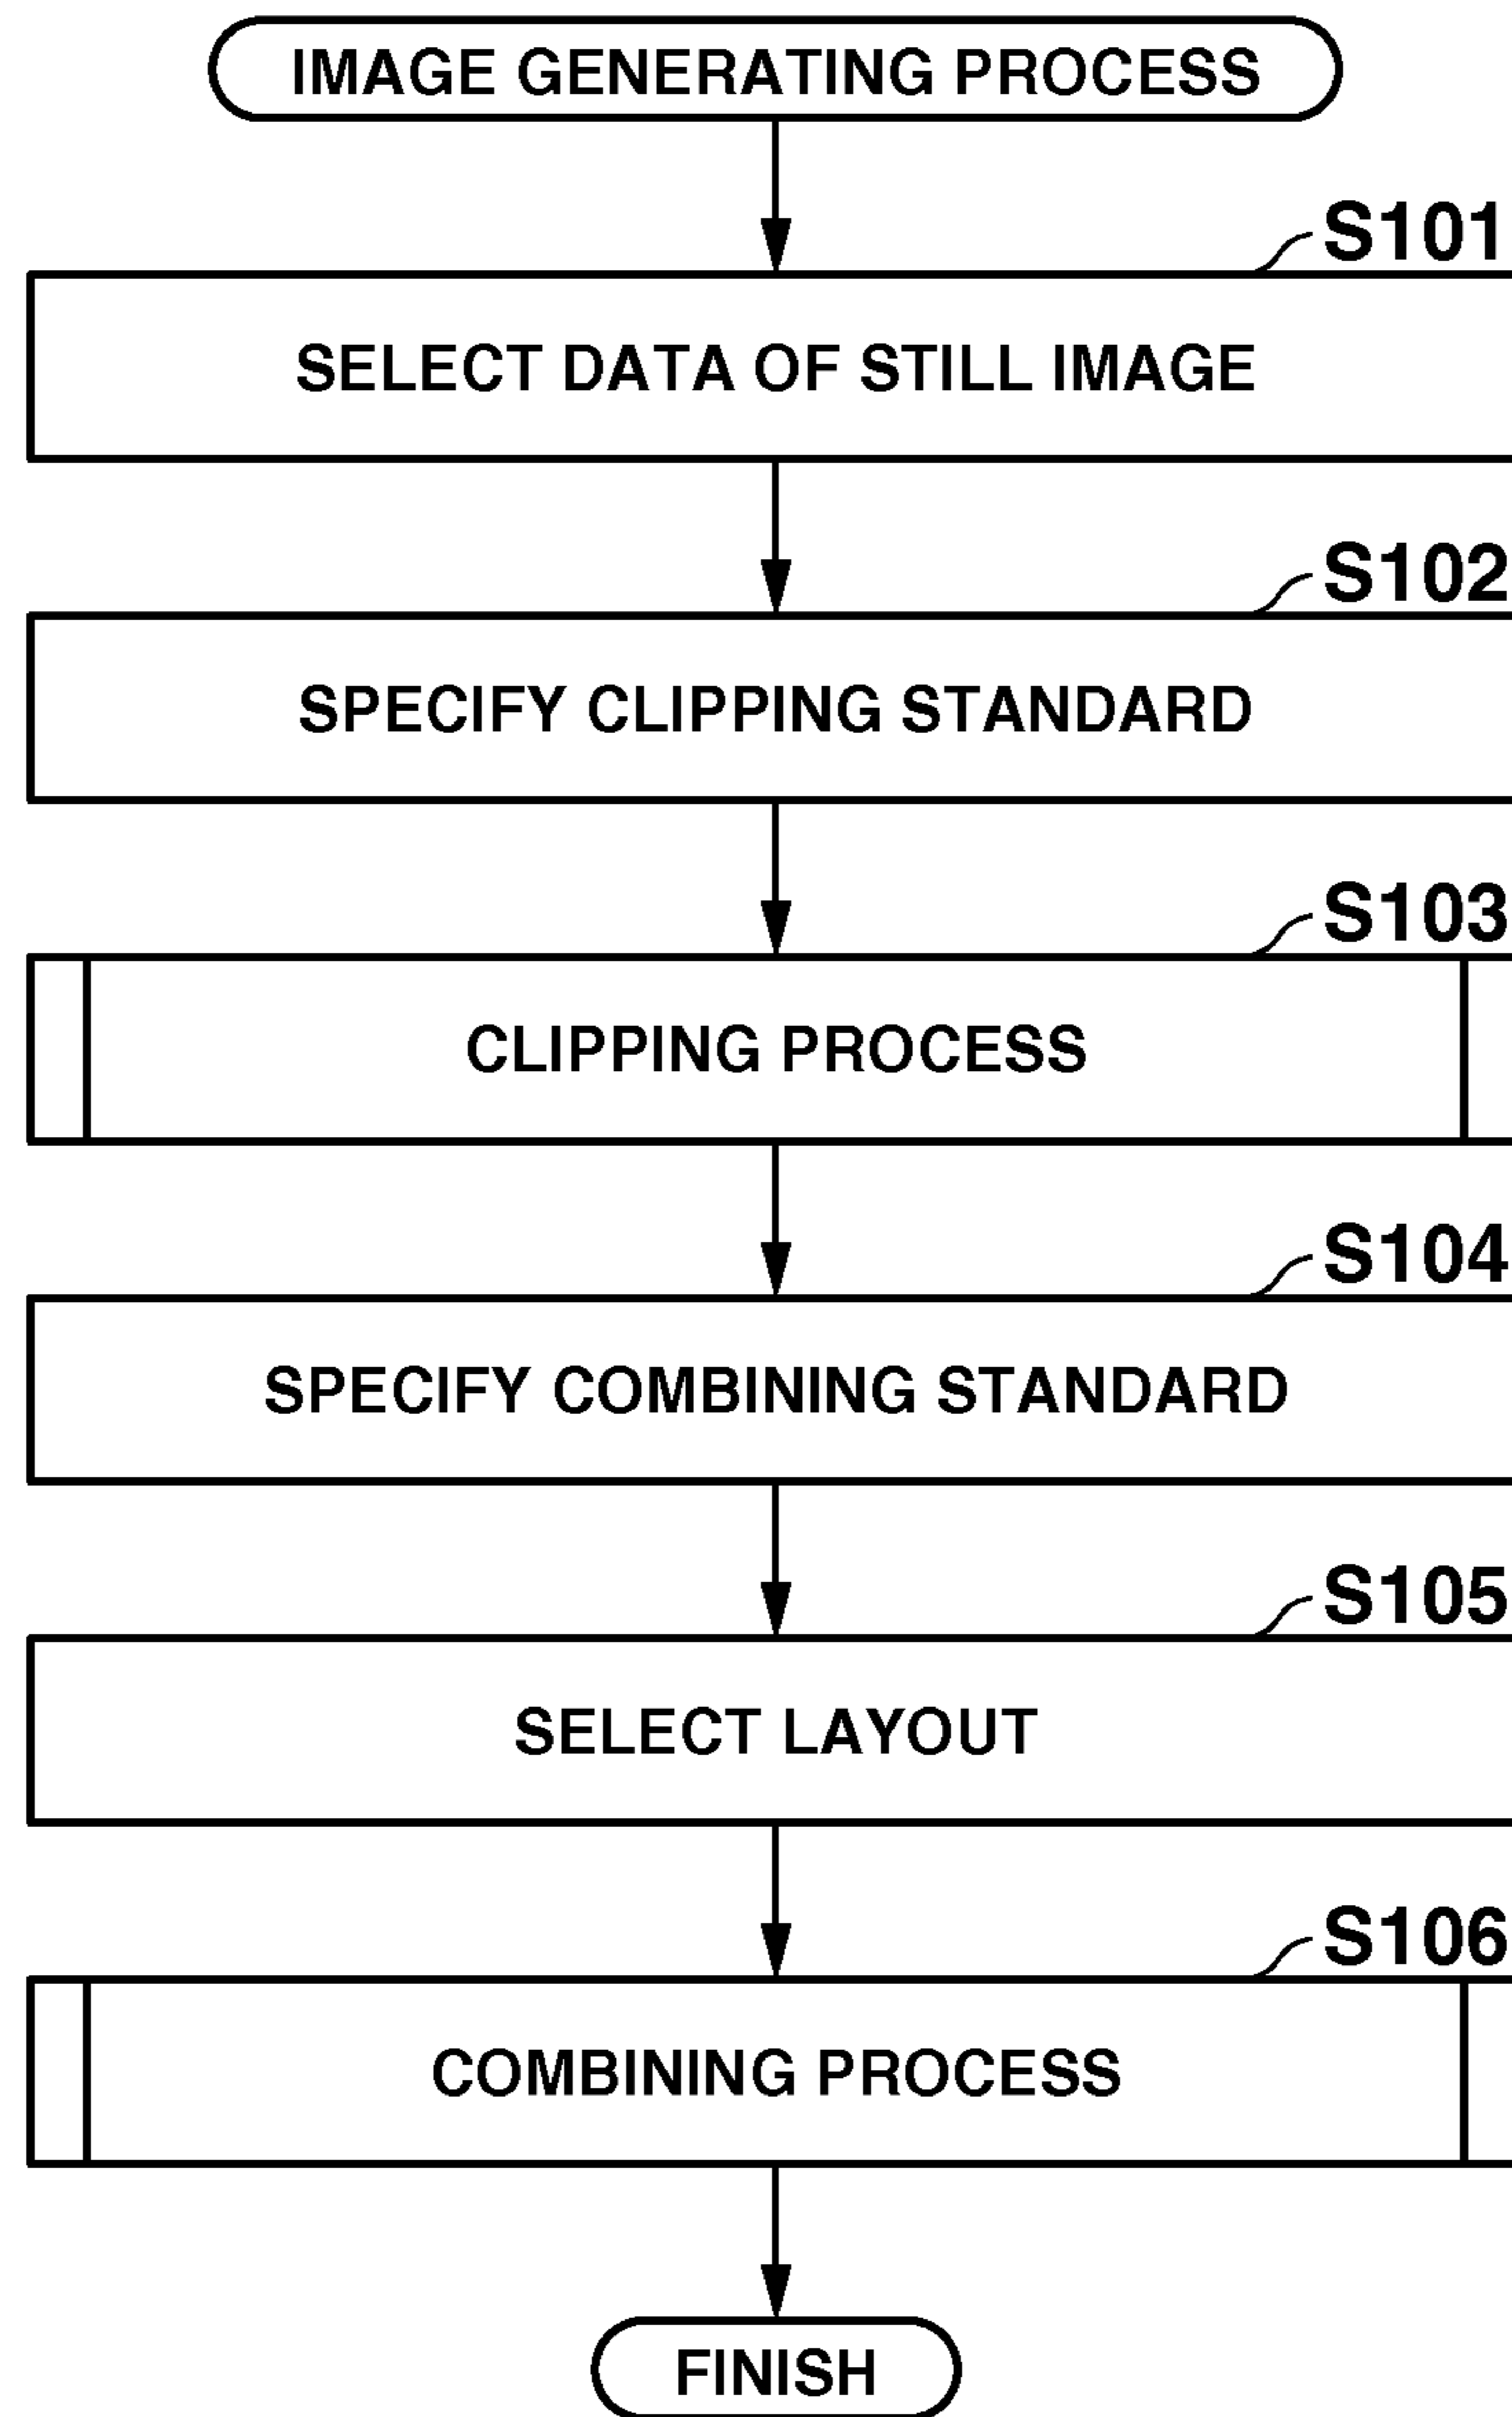 IMAGE GENERATING PROCESS
S101
SELECT DATA OF STILL IMAGE
S102
SPECIFY CLIPPING STANDARD
S103
CLIPPING PROCESS
S104
SPECIFY COMBINING STANDARD
S105
SELECT LAYOUT
S106
COMBINING PROCESS
FINISH